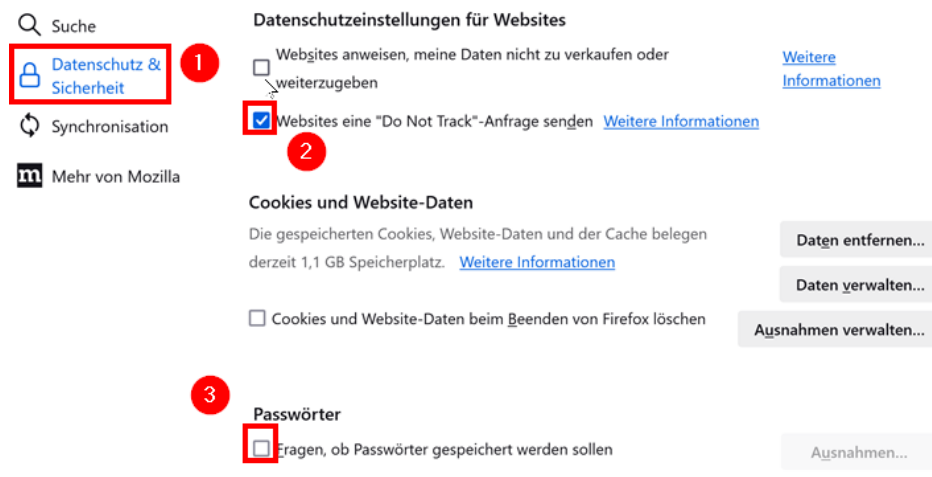 Suche
Datenschutz &
Sicherheit
1
Synchronisation
m Mehr von Mozilla
Datenschutzeinstellungen für Websites
Websites anweisen, meine Daten nicht zu verkaufen oder
weiterzugeben
Weitere
Informationen
Websites eine "Do Not Track"-Anfrage senden Weitere Informationen
2
Cookies und Website-Daten
Die gespeicherten Cookies, Website-Daten und der Cache belegen
derzeit 1,1 GB Speicherplatz. Weitere Informationen
Daten entfernen...
Daten verwalten...
Cookies und Website-Daten beim Beenden von Firefox löschen
Ausnahmen verwalten...
3
Passwörter
Fragen, ob Passwörter gespeichert werden sollen
Ausnahmen...